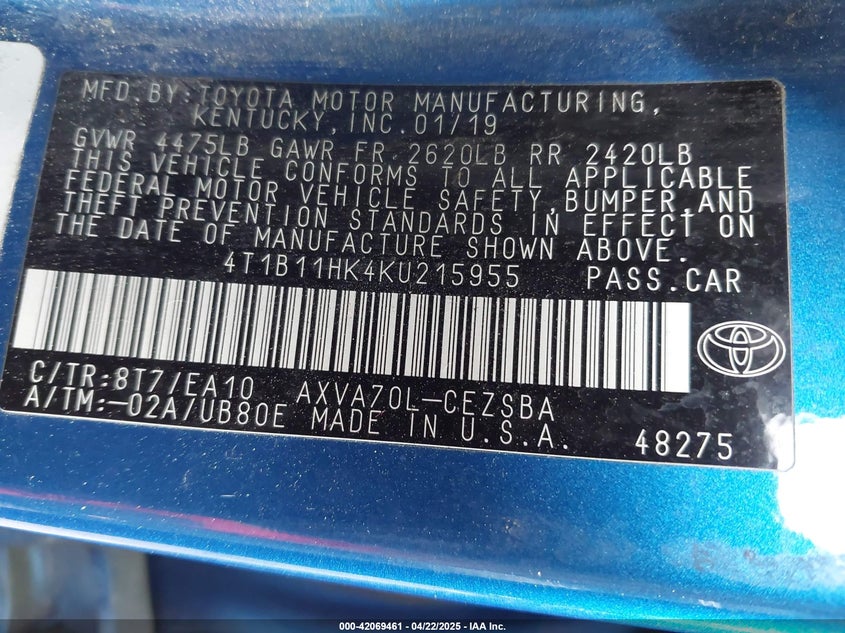 MFD.BY:TOYOTA MOTOR MANUFACTURING,
KENTUCKY,INC.01/19
GVWR 4475LB GAWR FR 2620LB RR 2420LB
THIS VEHICLE CONFORMS TO ALL APPLICABLE
FEDERAL MOTOR VEHICLE SAFETY,BUMPER,AND
THEFT PREVENTION STANDARDS IN EFFECT ON
THE DATE OF MANUFACTURE SHOWN ABOVE.
4T1B11HK4KU215955 PASS.CAR
C/TR:8T7/EA10 AXVA70L-CEZSBA
A/TM:-02A/UB80E MADE IN U.S.A. 48275
000-42069461 - 04/22/2025 - IAA Inc.